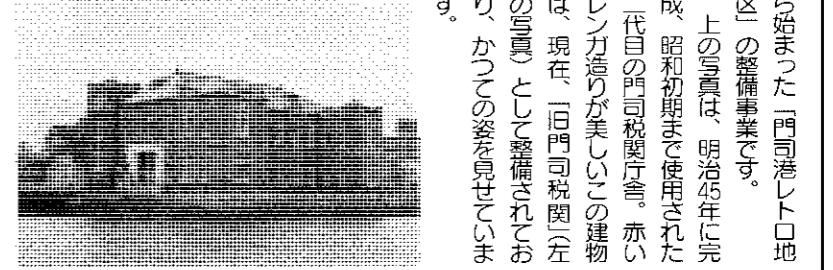 ら始まった「門司港レトロ地
区」の整備事業です。
上の写真は、明治45年に完
成、昭和初期まで使用された
二代目の門司税関庁舎。赤い
レンガ造りが美しいこの建物
は、現在、「旧門司税関」（左
の写真）として整備されてお
り、かつての姿を見せていま
す。